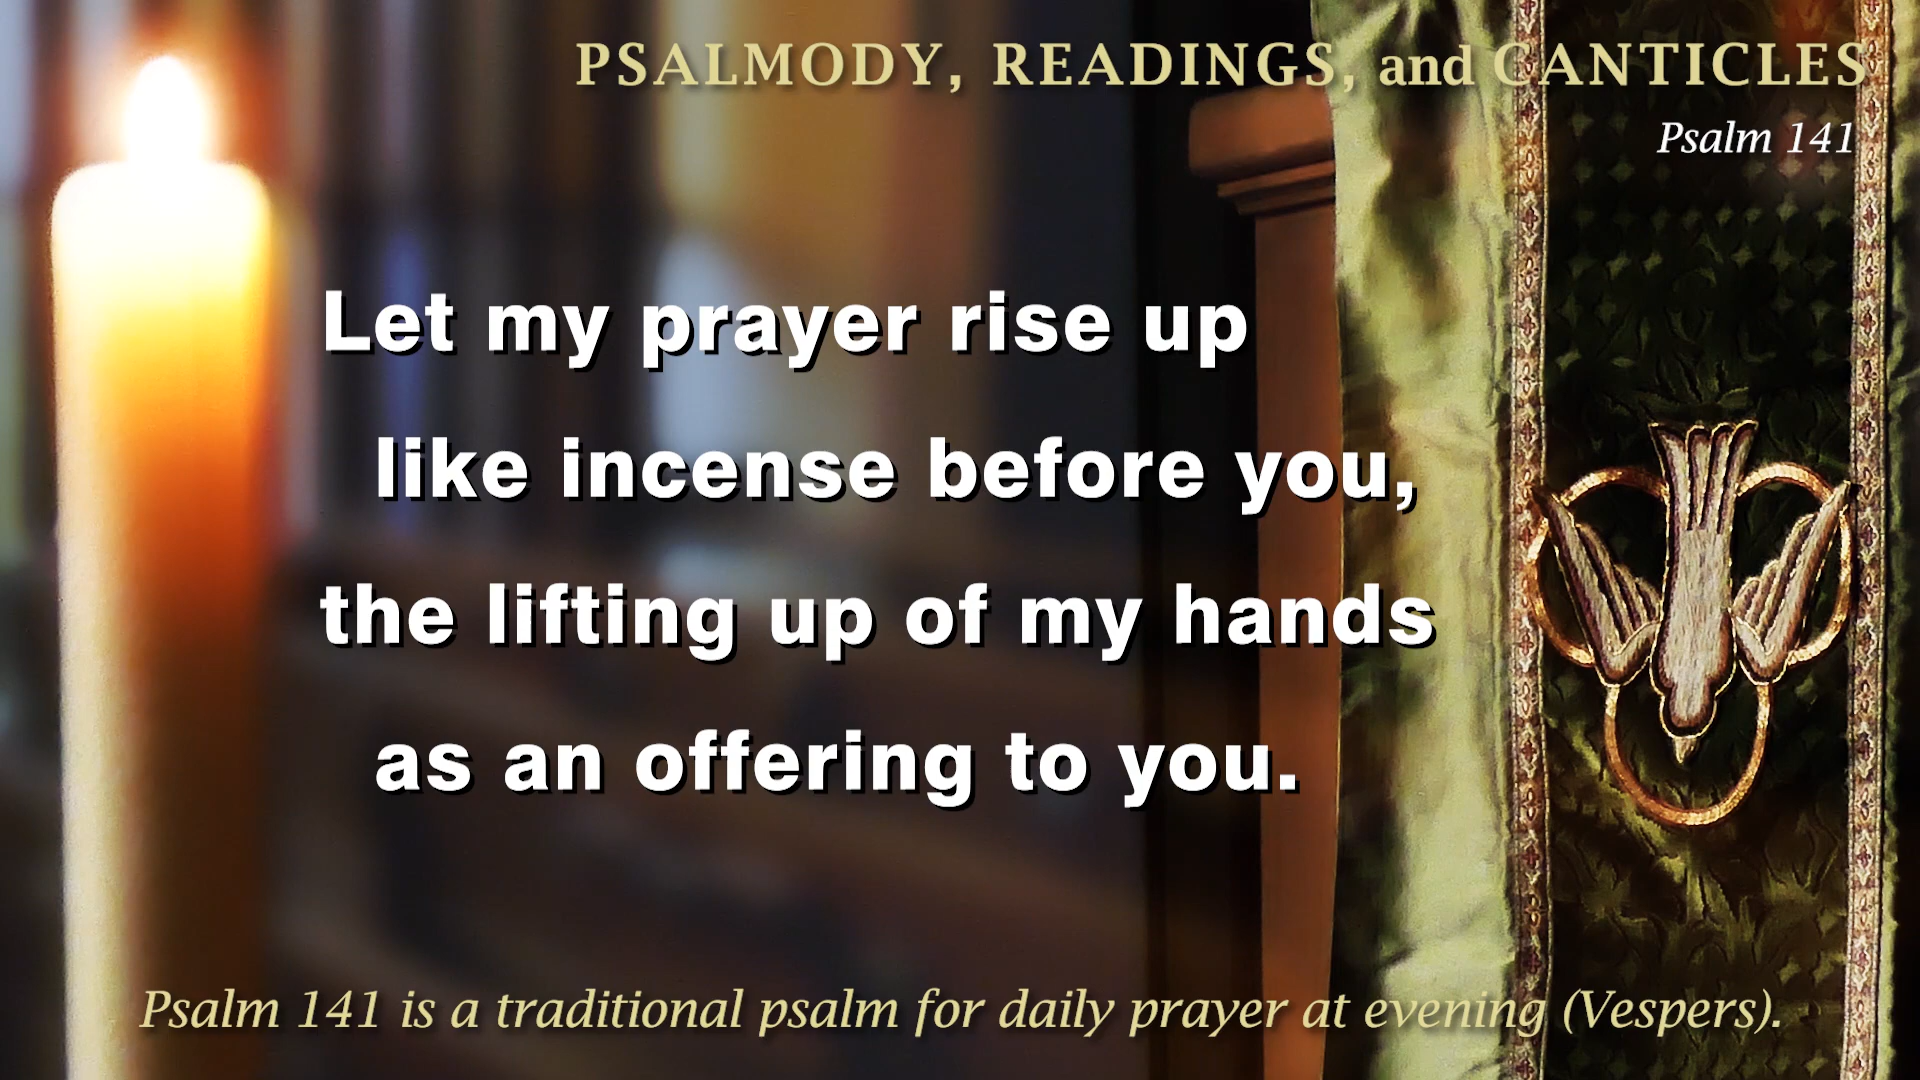 PSALMODY, READINGS, and CANTICLES
Psalm 141
Let my prayer rise up
like incense before you,
the lifting up of my hands
as an offering to you.
Psalm 141 is a traditional psalm for daily prayer at evening (Vespers).